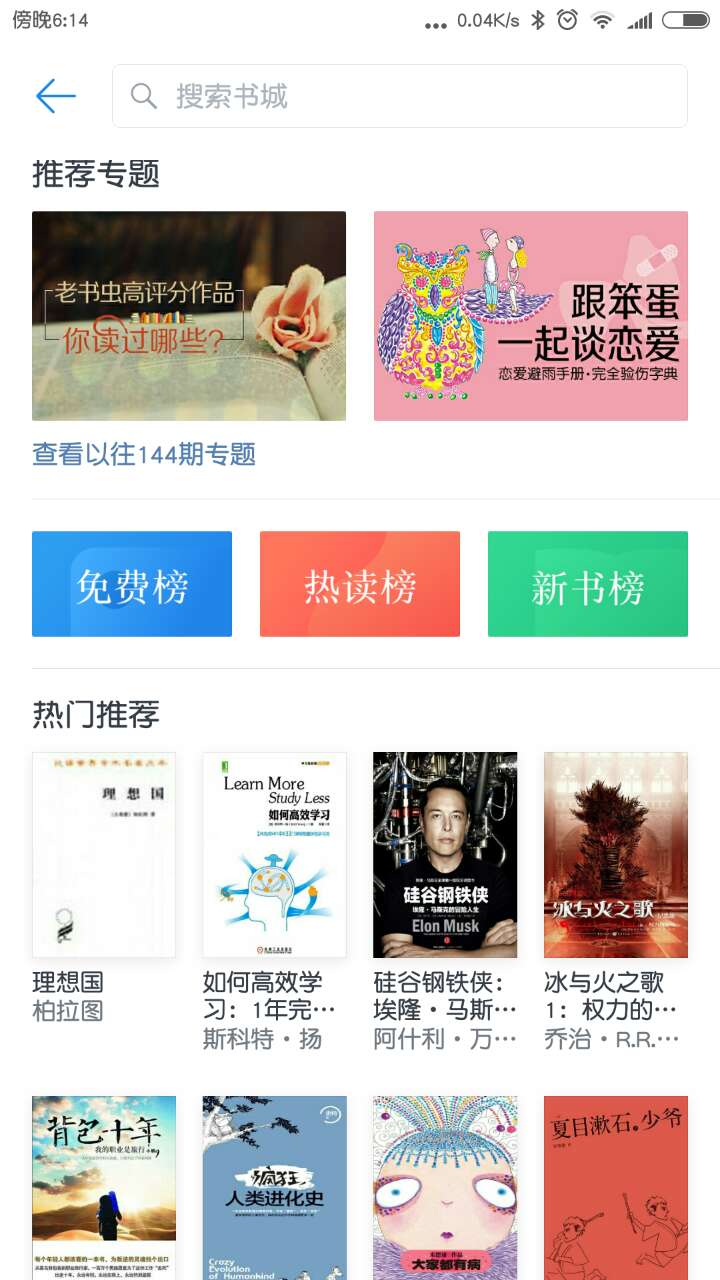 傍晚6:14
... 0.04K/s
搜索书城
推荐专题
老书虫高评分作品
你读过哪些?
跟笨蛋
一起谈恋爱
恋爱避雨手册·完全验伤字典
查看以往144期专题
免费榜
热读榜
新书榜
热门推荐
理想国
Learn More
Study Less
如何高效学习
硅谷钢铁侠
埃隆·马斯克的冒险人生
Elon Musk
冰与火之歌
理想国
柏拉图
如何高效学
习：1年完…
斯科特·扬
硅谷钢铁侠：
埃隆·马斯…
阿什利·万…
冰与火之歌
1：权力的…
乔治·R.R.…
背包十年
我的职业是旅行
疯狂
人类进化史
Crazy
Evolution
of Humankind
大家都有病
夏目漱石。少爷